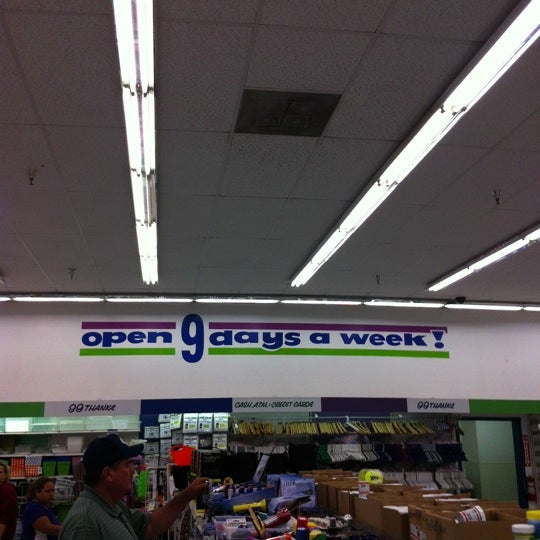 open 9 days a week!
99 THANKS
CASH, ATM, CREDIT CARDS
99 THANKS